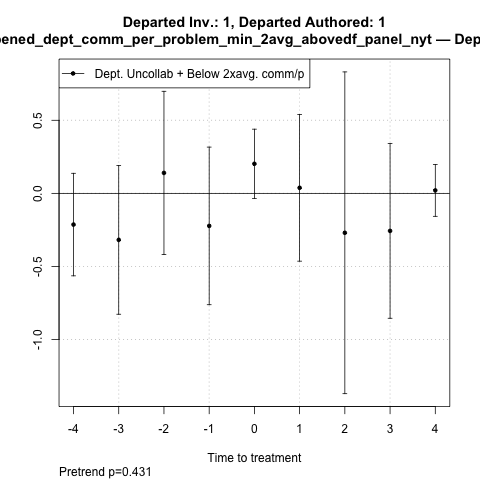 Departed Inv.: 1, Departed Authored: 1
ened_dept_comm_per_problem_min_2avg_abovedf_panel_nyt — Dep
Dept. Uncollab + Below 2xavg. comm/p
0.5
0.0
-0.5
-1.0
-4 -3 -2 -1 0 1 2 3 4
Time to treatment
Pretrend p=0.431